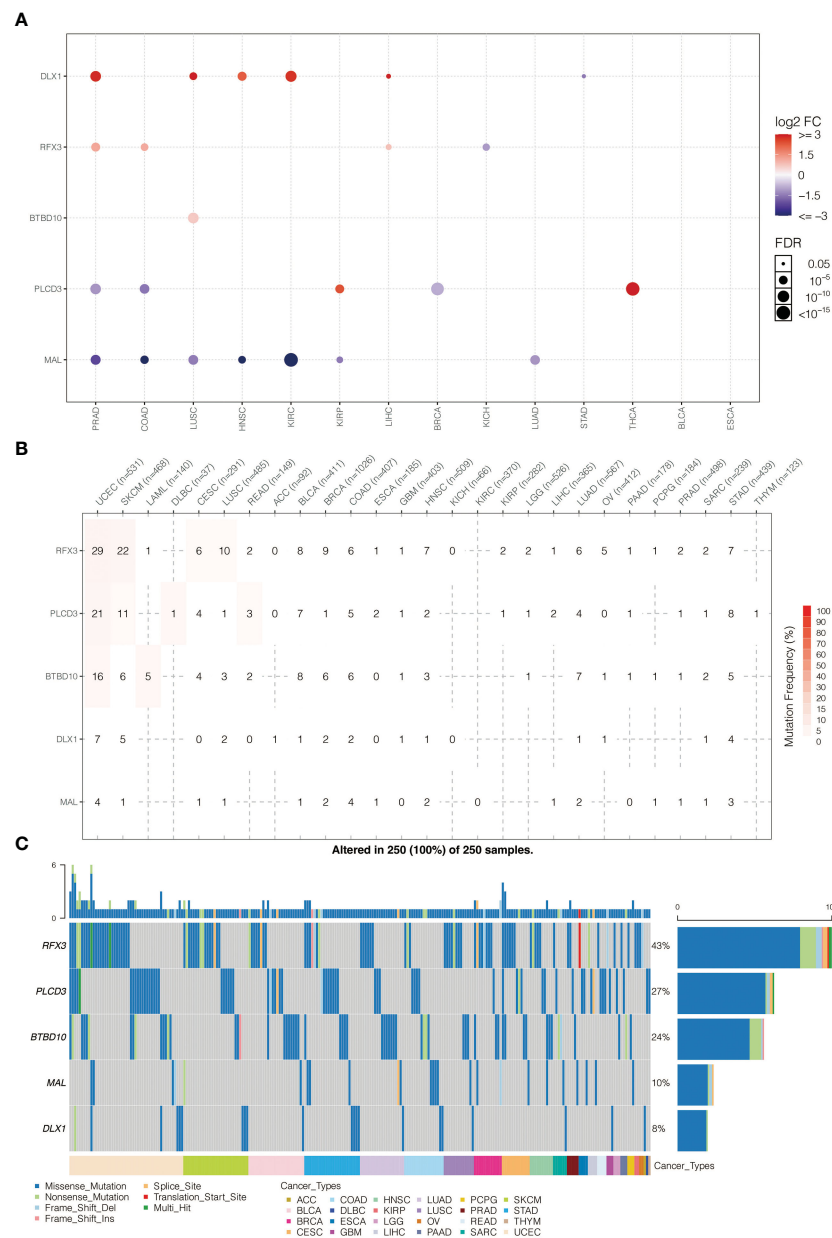 A
DLX1
RFX3
BTBD10
PLCD3
MAL
PRAD
COAD
LUSC
HNSC
KIRC
KIRP
LIHC
BRCA
KICH
LUAD
STAD
THCA
BLCA
ESCA
log2 FC
>= 3
1.5
0
−1.5
<= −3
FDR
0.05
10−5
10−10
<10−15
B
UCEC (n=531)
SKCM (n=468)
LAML (n=140)
DLBC (n=37)
CESC (n=291)
LUSC (n=485)
READ (n=149)
ACC (n=92)
BLCA (n=411)
BRCA (n=1026)
COAD (n=407)
ESCA (n=185)
GBM (n=403)
HNSC (n=509)
KICH (n=66)
KIRC (n=370)
KIRP (n=282)
LGG (n=526)
LIHC (n=365)
LUAD (n=567)
OV (n=412)
PAAD (n=178)
PCPG (n=184)
PRAD (n=498)
SARC (n=239)
STAD (n=439)
THYM (n=123)
RFX3 29 22 1 6 10 2 0 8 9 6 1 1 7 0 2 2 1 6 5 1 1 2 2 7
PLCD3 21 11 1 4 1 3 0 7 1 5 2 1 2 1 1 2 4 0 1 1 1 8 1
BTBD10 16 6 5 4 3 2 8 6 6 0 1 3 1 7 1 1 1 2 5
DLX1 7 5 0 2 0 1 1 2 2 0 1 1 0 1 1 1 4
MAL 4 1 1 1 1 2 4 1 0 2 0 1 2 0 1 1 1 3
Mutation Frequency (%)
100
90
80
70
60
50
40
30
20
15
10
5
0
C
Altered in 250 (100%) of 250 samples.
6
2
0
0 10
RFX3 43%
PLCD3 27%
BTBD10 24%
MAL 10%
DLX1 8%
Cancer_Types
Missense_Mutation
Nonsense_Mutation
Frame_Shift_Del
Frame_Shift_Ins
Splice_Site
Translation_Start_Site
Multi_Hit
Cancer_Types
ACC
BLCA
BRCA
CESC
COAD
DLBC
ESCA
GBM
HNSC
KIRP
LGG
LIHC
LUAD
LUSC
OV
PAAD
PCPG
PRAD
READ
SARC
SKCM
STAD
THYM
UCEC